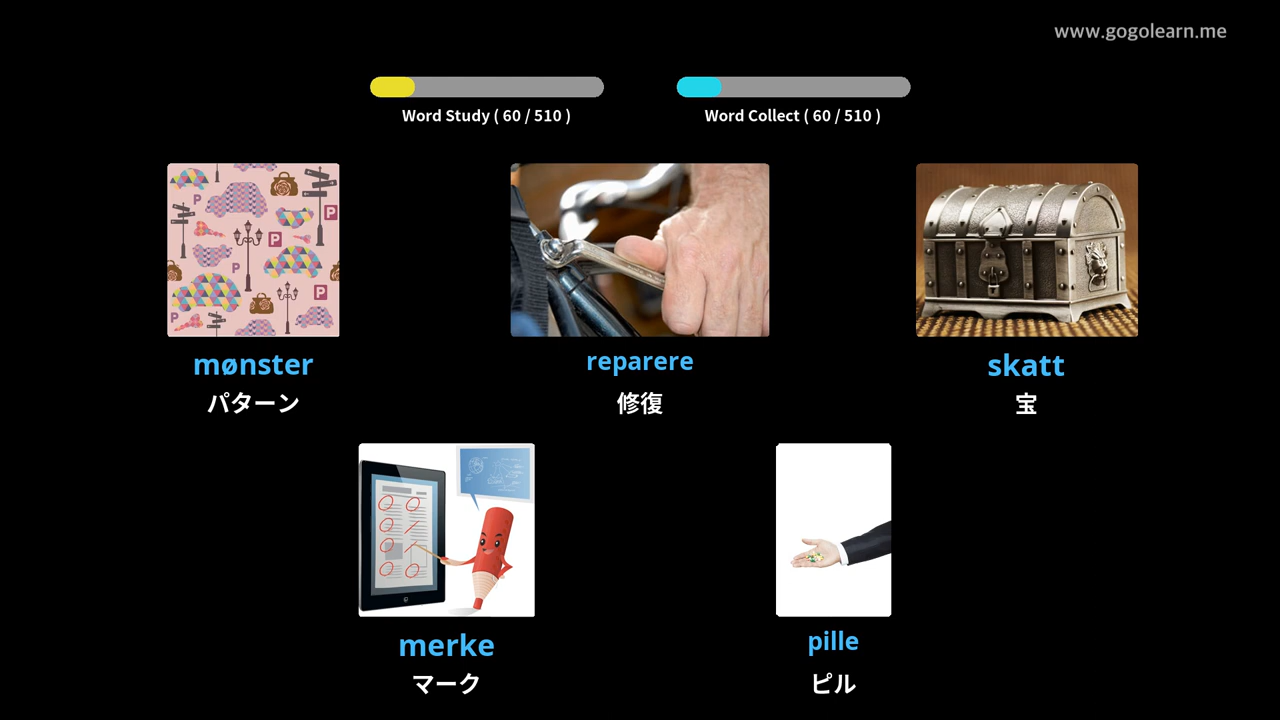 www.gogolearn.me
Word Study ( 60 / 510 )
Word Collect ( 60 / 510 )
P
P
P
P
P
P
mønster
reparere
skatt
パターン
修復
宝
merke
pille
マーク
ピル